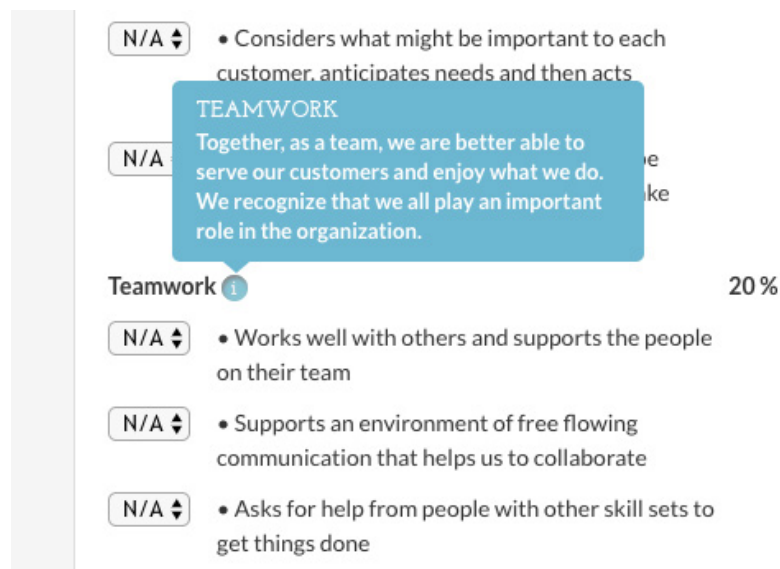 N/A • Considers what might be important to each
customer, anticipates needs and then acts
TEAMWORK
Together, as a team, we are better able to
serve our customers and enjoy what we do.
We recognize that we all play an important
role in the organization.
N/A
Teamwork i 20 %
N/A • Works well with others and supports the people
on their team
N/A • Supports an environment of free flowing
communication that helps us to collaborate
N/A • Asks for help from people with other skill sets to
get things done